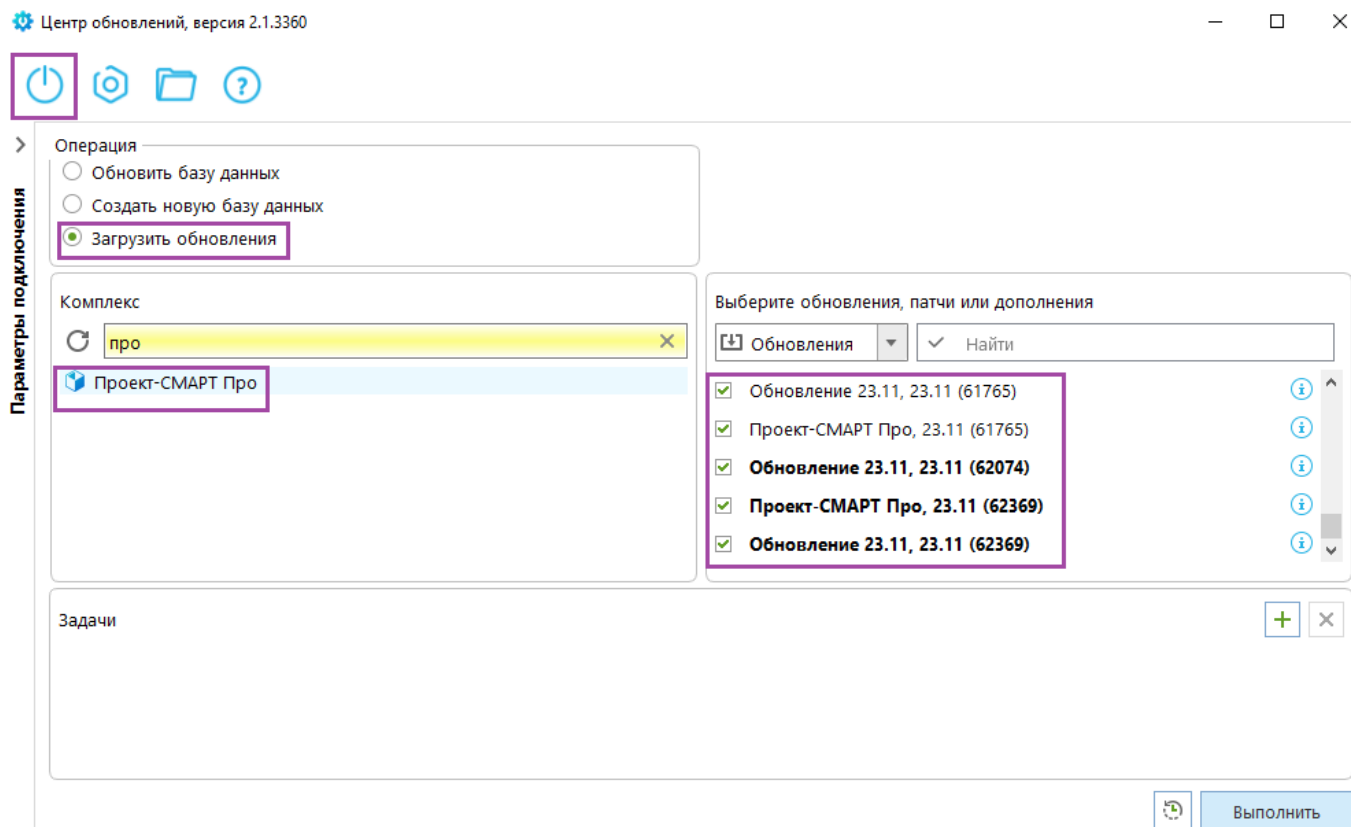 Центр обновлений, версия 2.1.3360
Операция
Обновить базу данных
Создать новую базу данных
Загрузить обновления
Параметры подключения
Комплекс
про
Проект-СМАРТ Про
Выберите обновления, патчи или дополнения
Обновления
Найти
Обновление 23.11, 23.11 (61765)
Проект-СМАРТ Про, 23.11 (61765)
Обновление 23.11, 23.11 (62074)
Проект-СМАРТ Про, 23.11 (62369)
Обновление 23.11, 23.11 (62369)
Задачи
Выполнить